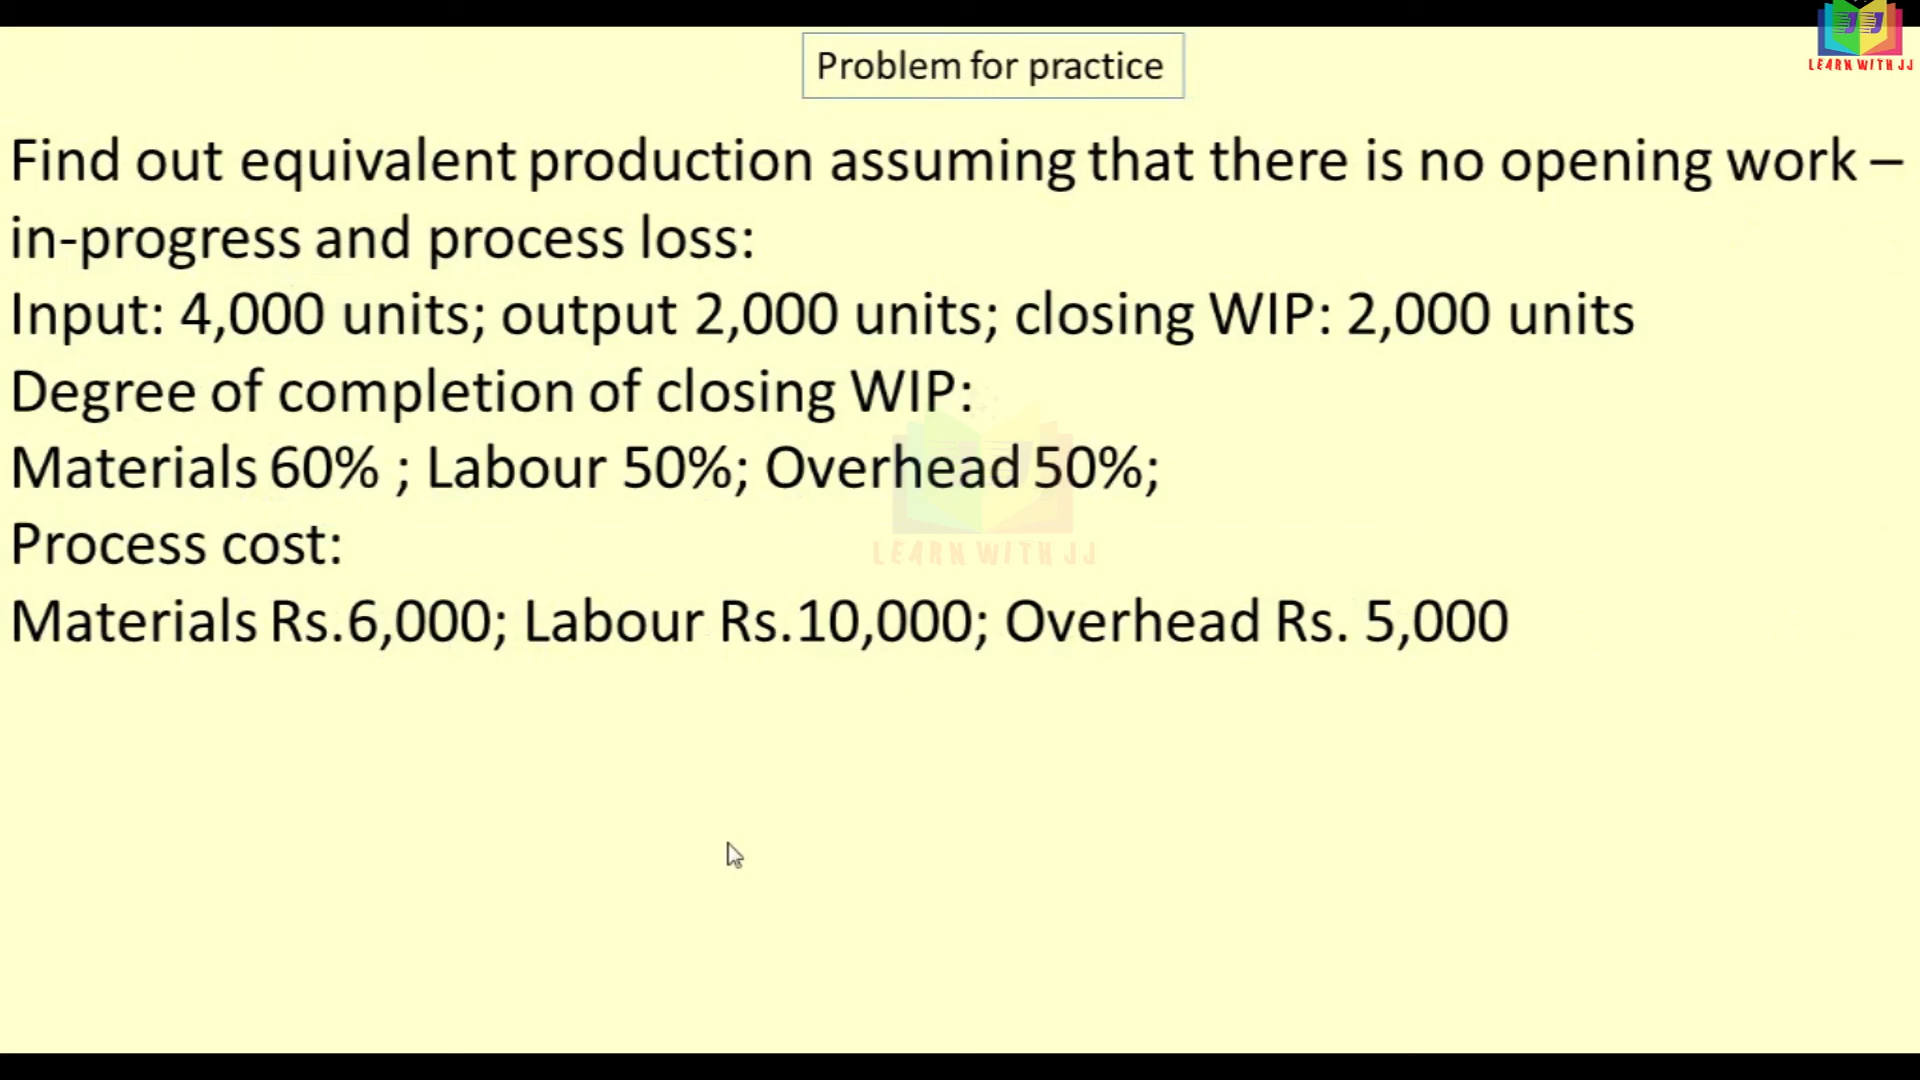 LEARN WITH JJ
Problem for practice
Find out equivalent production assuming that there is no opening work –
in-progress and process loss:
Input: 4,000 units; output 2,000 units; closing WIP: 2,000 units
Degree of completion of closing WIP:
Materials 60% ; Labour 50%; Overhead 50%;
LEARN WITH JJ
Process cost:
Materials Rs.6,000; Labour Rs.10,000; Overhead Rs. 5,000